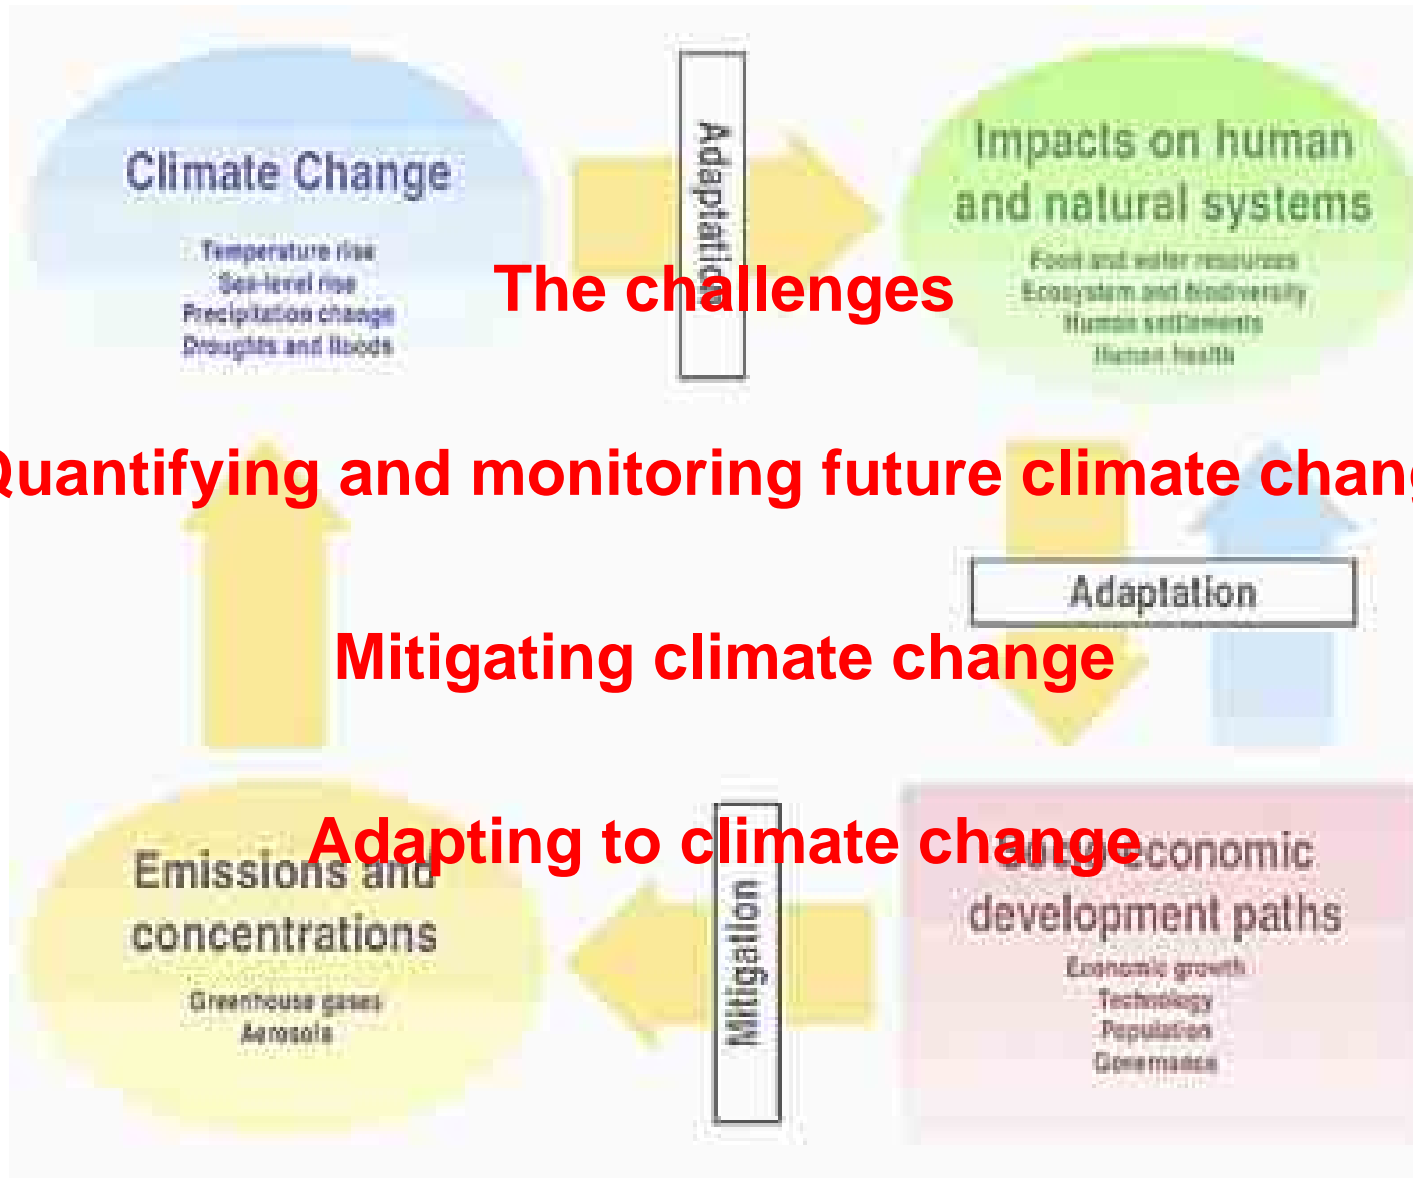 Climate Change
Temperature rise
Sea-level rise
Precipitation change
Droughts and floods
Adaptation
Impacts on human
and natural systems
Food and water resources
Ecosystem and biodiversity
Human settlements
Human health
The challenges
Quantifying and monitoring future climate chang
Adaptation
Mitigating climate change
Adapting to climate change
Emissions and
concentrations
Greenhouse gases
Aerosols
Mitigation
Socio-economic
development paths
Economic growth
Technology
Population
Governance